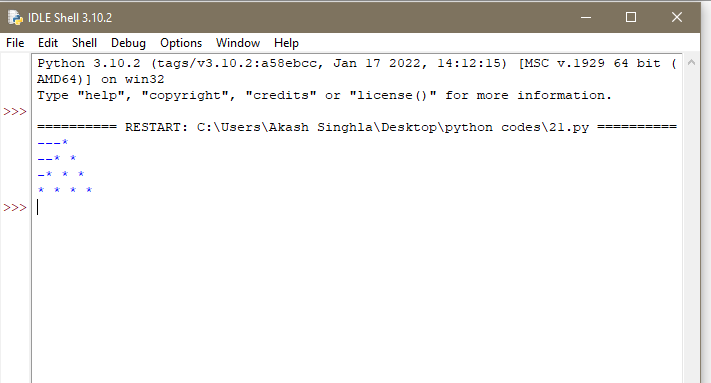 IDLE Shell 3.10.2
File Edit Shell Debug Options Window Help
Python 3.10.2 (tags/v3.10.2:a58ebcc, Jan 17 2022, 14:12:15) [MSC v.1929 64 bit (
AMD64)] on win32
Type "help", "copyright", "credits" or "license()" for more information.
>>>
========== RESTART: C:\Users\Akash Singhla\Desktop\python codes\21.py ==========
---*
--* *
-* * *
* * * *
>>>